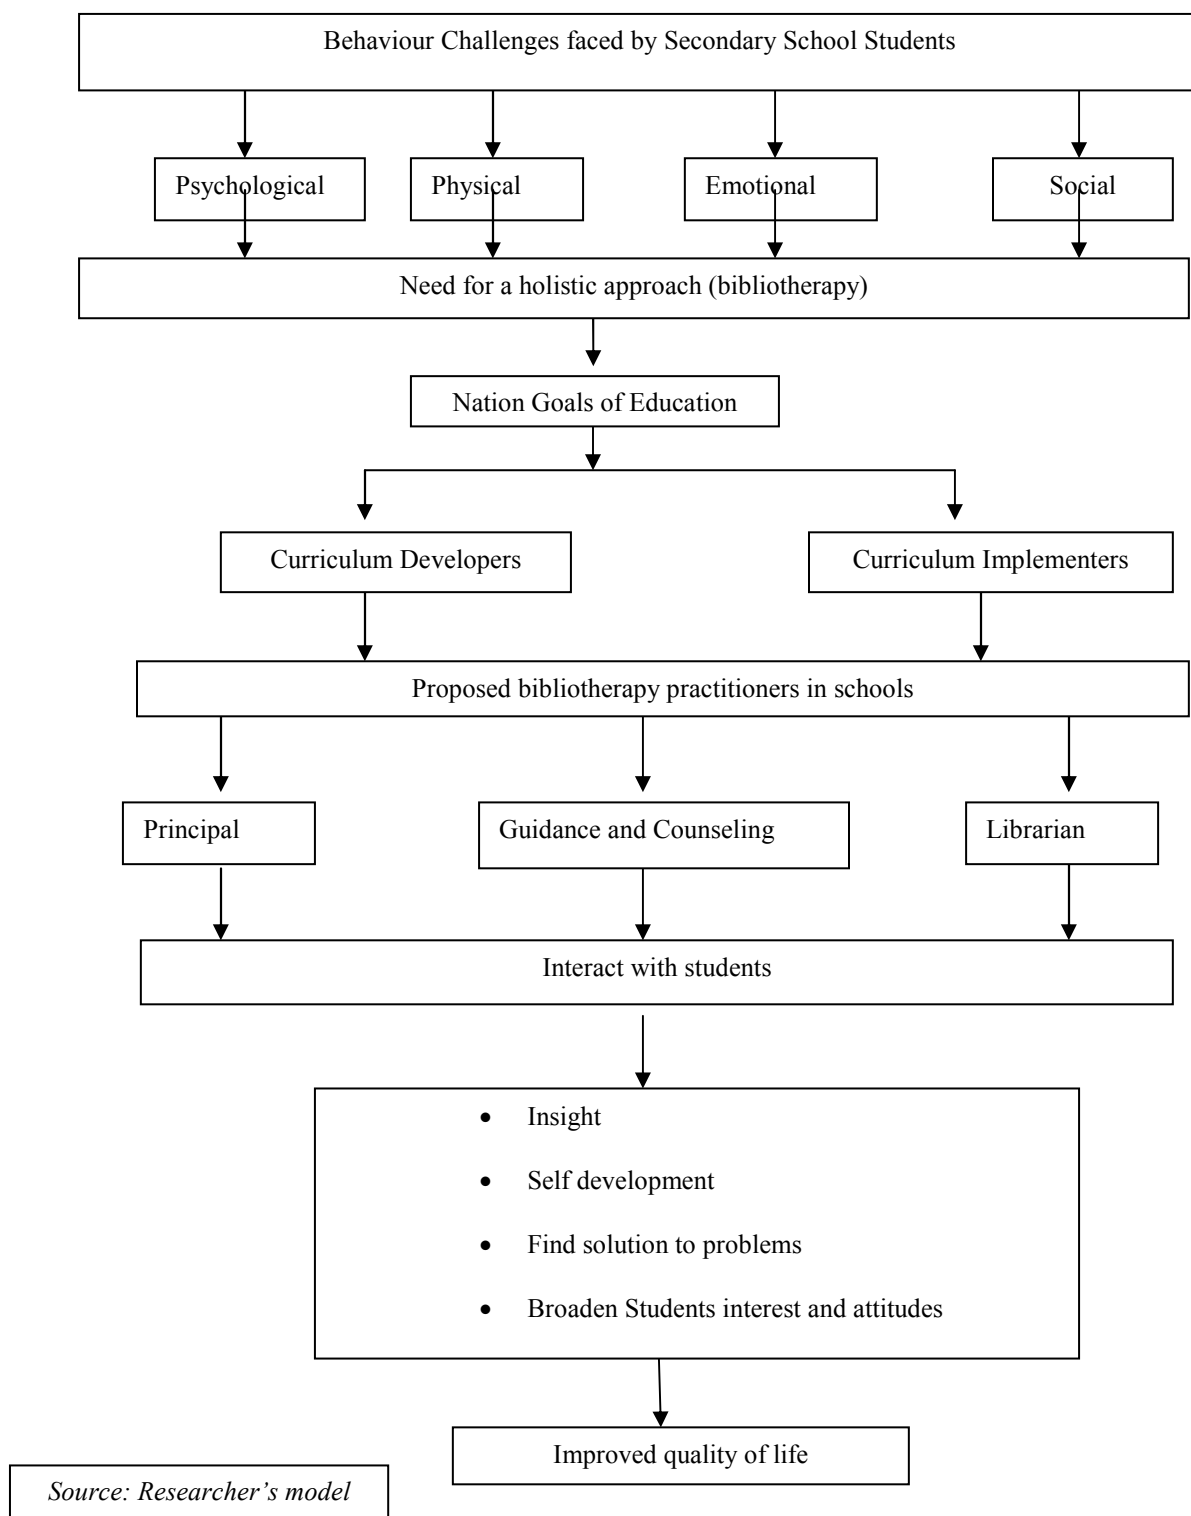 Behaviour Challenges faced by Secondary School Students
Psychological
Physical
Emotional
Social
Need for a holistic approach (bibliotherapy)
Nation Goals of Education
Curriculum Developers
Curriculum Implementers
Proposed bibliotherapy practitioners in schools
Principal
Guidance and Counseling
Librarian
Interact with students
• Insight
• Self development
• Find solution to problems
• Broaden Students interest and attitudes
Improved quality of life
Source: Researcher’s model